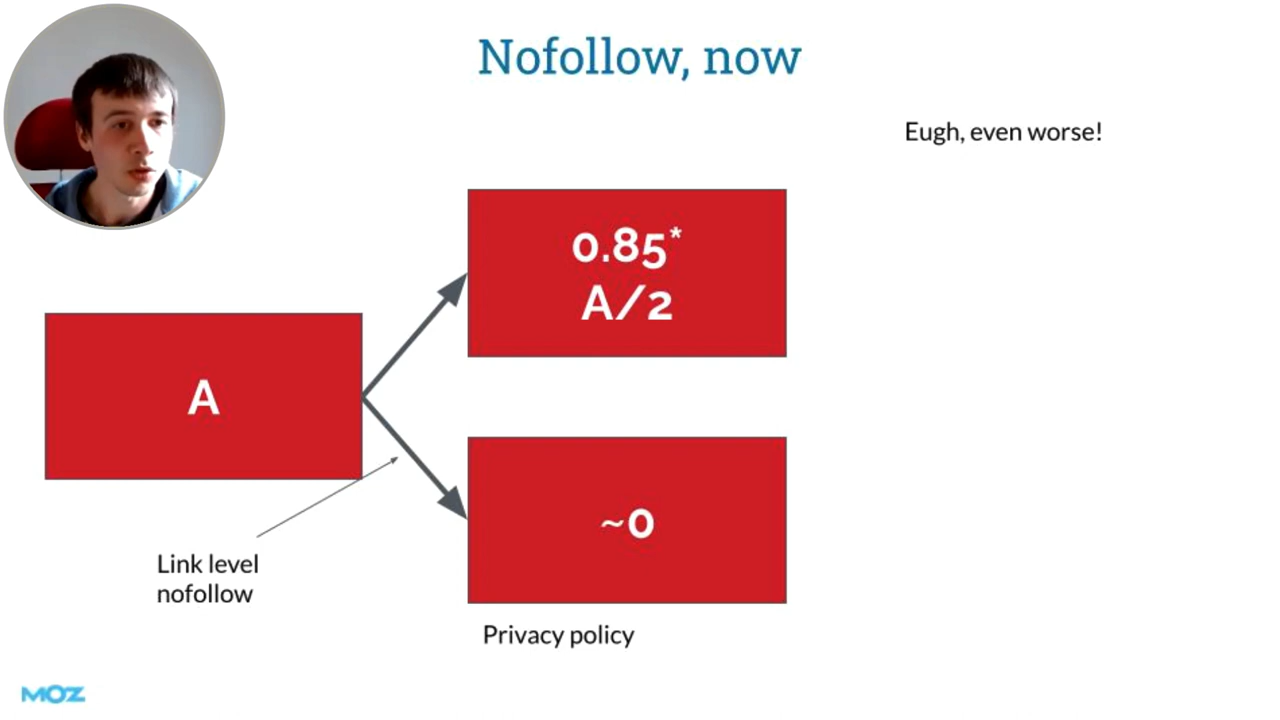 Nofollow, now
Eugh, even worse!
0.85*
A/2
A
~0
Link level
nofollow
Privacy policy
MOZ